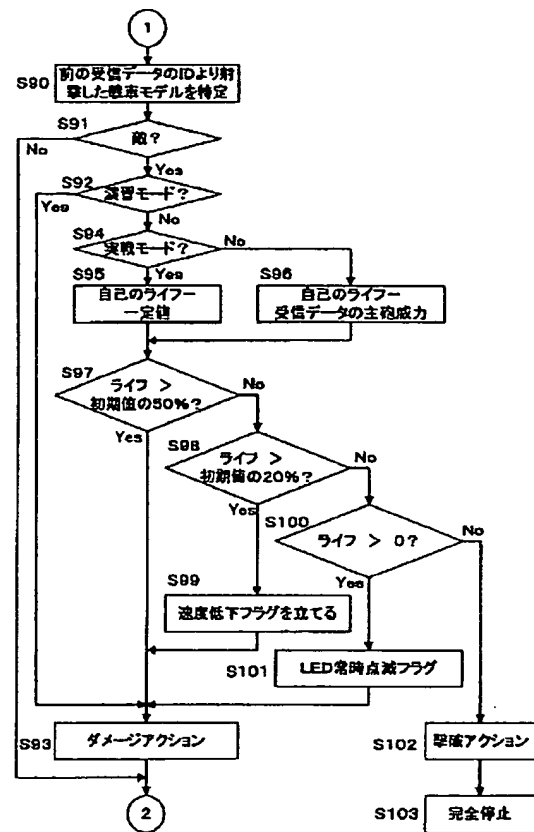 1
S90
前の受信データのIDより射
撃した戦車モデルを特定
S91
敵?
No
Yes
S92
演習モード?
Yes
No
S94
実戦モード?
No
Yes
S95
自己のライフー
一定値
S96
自己のライフー
受信データの主砲威力
S97
ライフ >
初期値の50%?
No
Yes
S98
ライフ >
初期値の20%?
No
Yes
S100
ライフ > 0?
No
Yes
S99
速度低下フラグを立てる
S101
LED常時点滅フラグ
S93
ダメージアクション
S102
撃破アクション
2
S103
完全停止